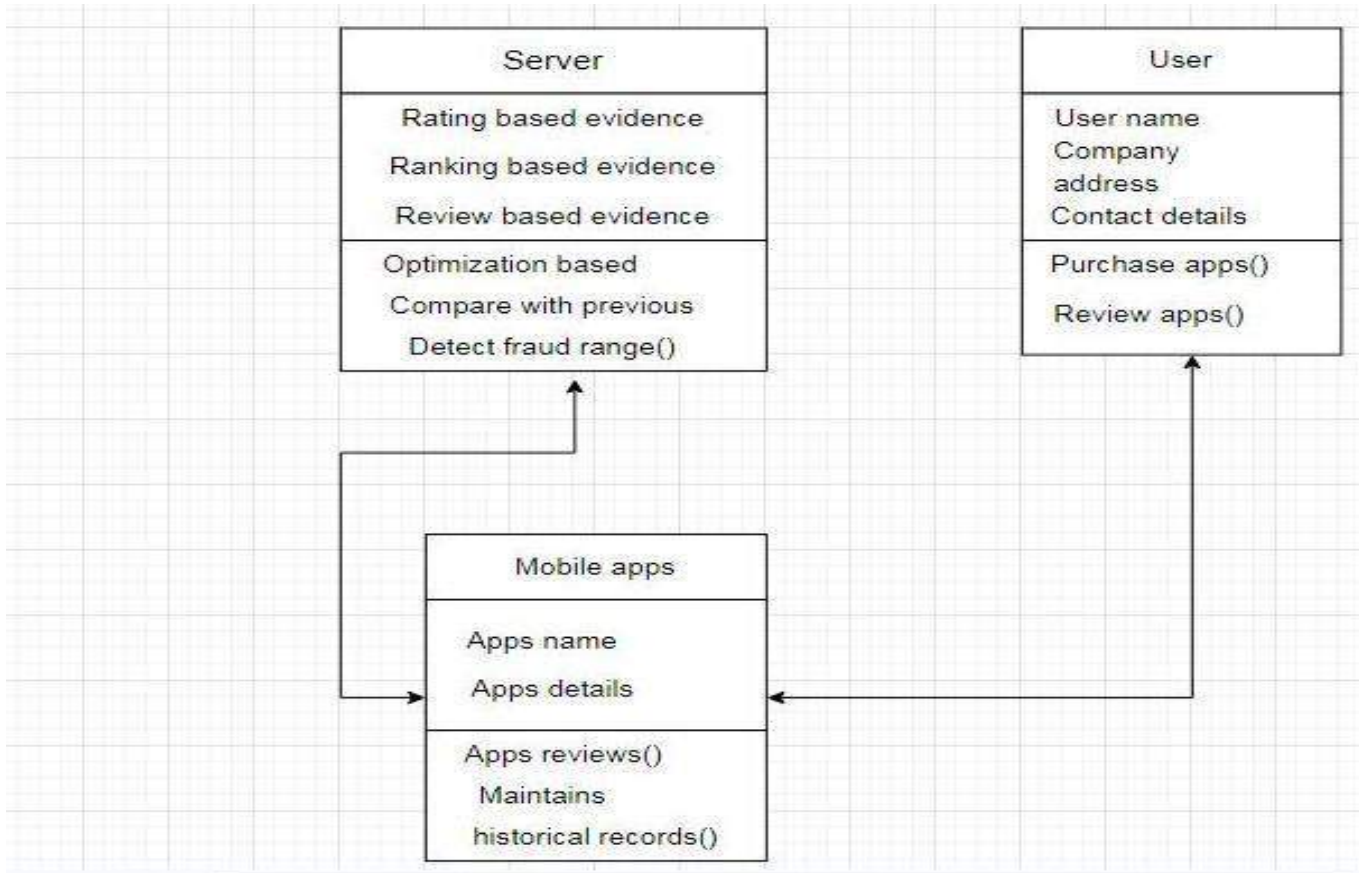 Server
Rating based evidence
Ranking based evidence
Review based evidence
Optimization based
Compare with previous
Detect fraud range()
User
User name
Company
address
Contact details
Purchase apps()
Review apps()
Mobile apps
Apps name
Apps details
Apps reviews()
Maintains
historical records()